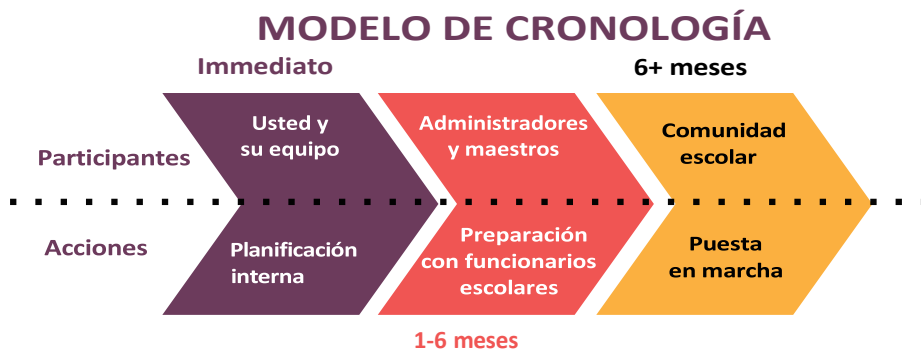 MODELO DE CRONOLOGÍA
Immediato
6+ meses
Participantes
Usted y
su equipo
Administradores
y maestros
Comunidad
escolar
Acciones
Planificación
interna
Preparación
con funcionarios
escolares
Puesta
en marcha
1-6 meses